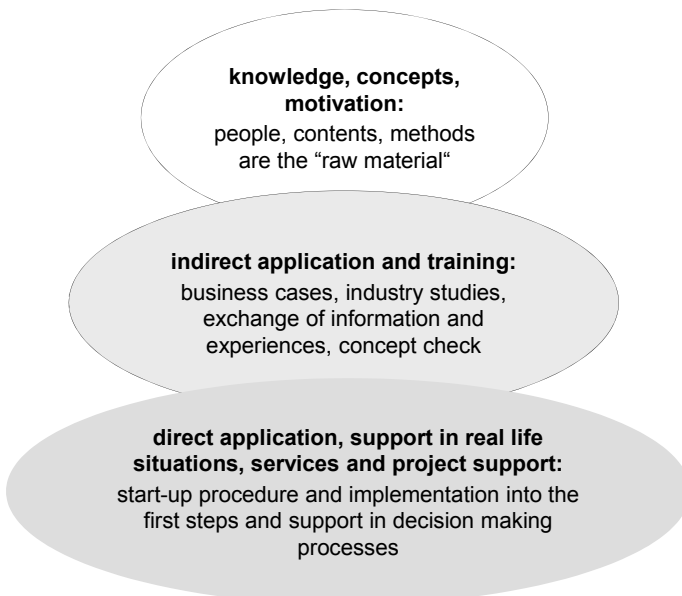 knowledge, concepts,
motivation:
people, contents, methods
are the “raw material“
indirect application and training:
business cases, industry studies,
exchange of information and
experiences, concept check
direct application, support in real life
situations, services and project support:
start-up procedure and implementation into the
first steps and support in decision making
processes